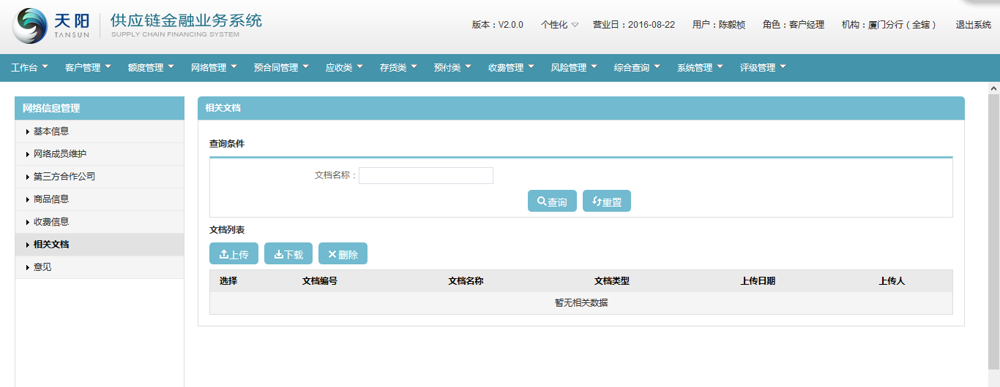 天阳 供应链金融业务系统
TANSUN SUPPLY CHAIN FINANCING SYSTEM
版本：V2.0.0 个性化 营业日：2016-08-22 用户：陈毅桢 角色：客户经理 机构：厦门分行（全辖） 退出系统
工作台 客户管理 额度管理 网络管理 预合同管理 应收类 存货类 预付类 收费管理 风险管理 综合查询 系统管理 评级管理
网络信息管理
基本信息
网络成员维护
第三方合作公司
商品信息
收费信息
相关文档
意见
相关文档
查询条件
文档名称：
查询 重置
文档列表
上传 下载 删除
选择 文档编号 文档名称 文档类型 上传日期 上传人
暂无相关数据